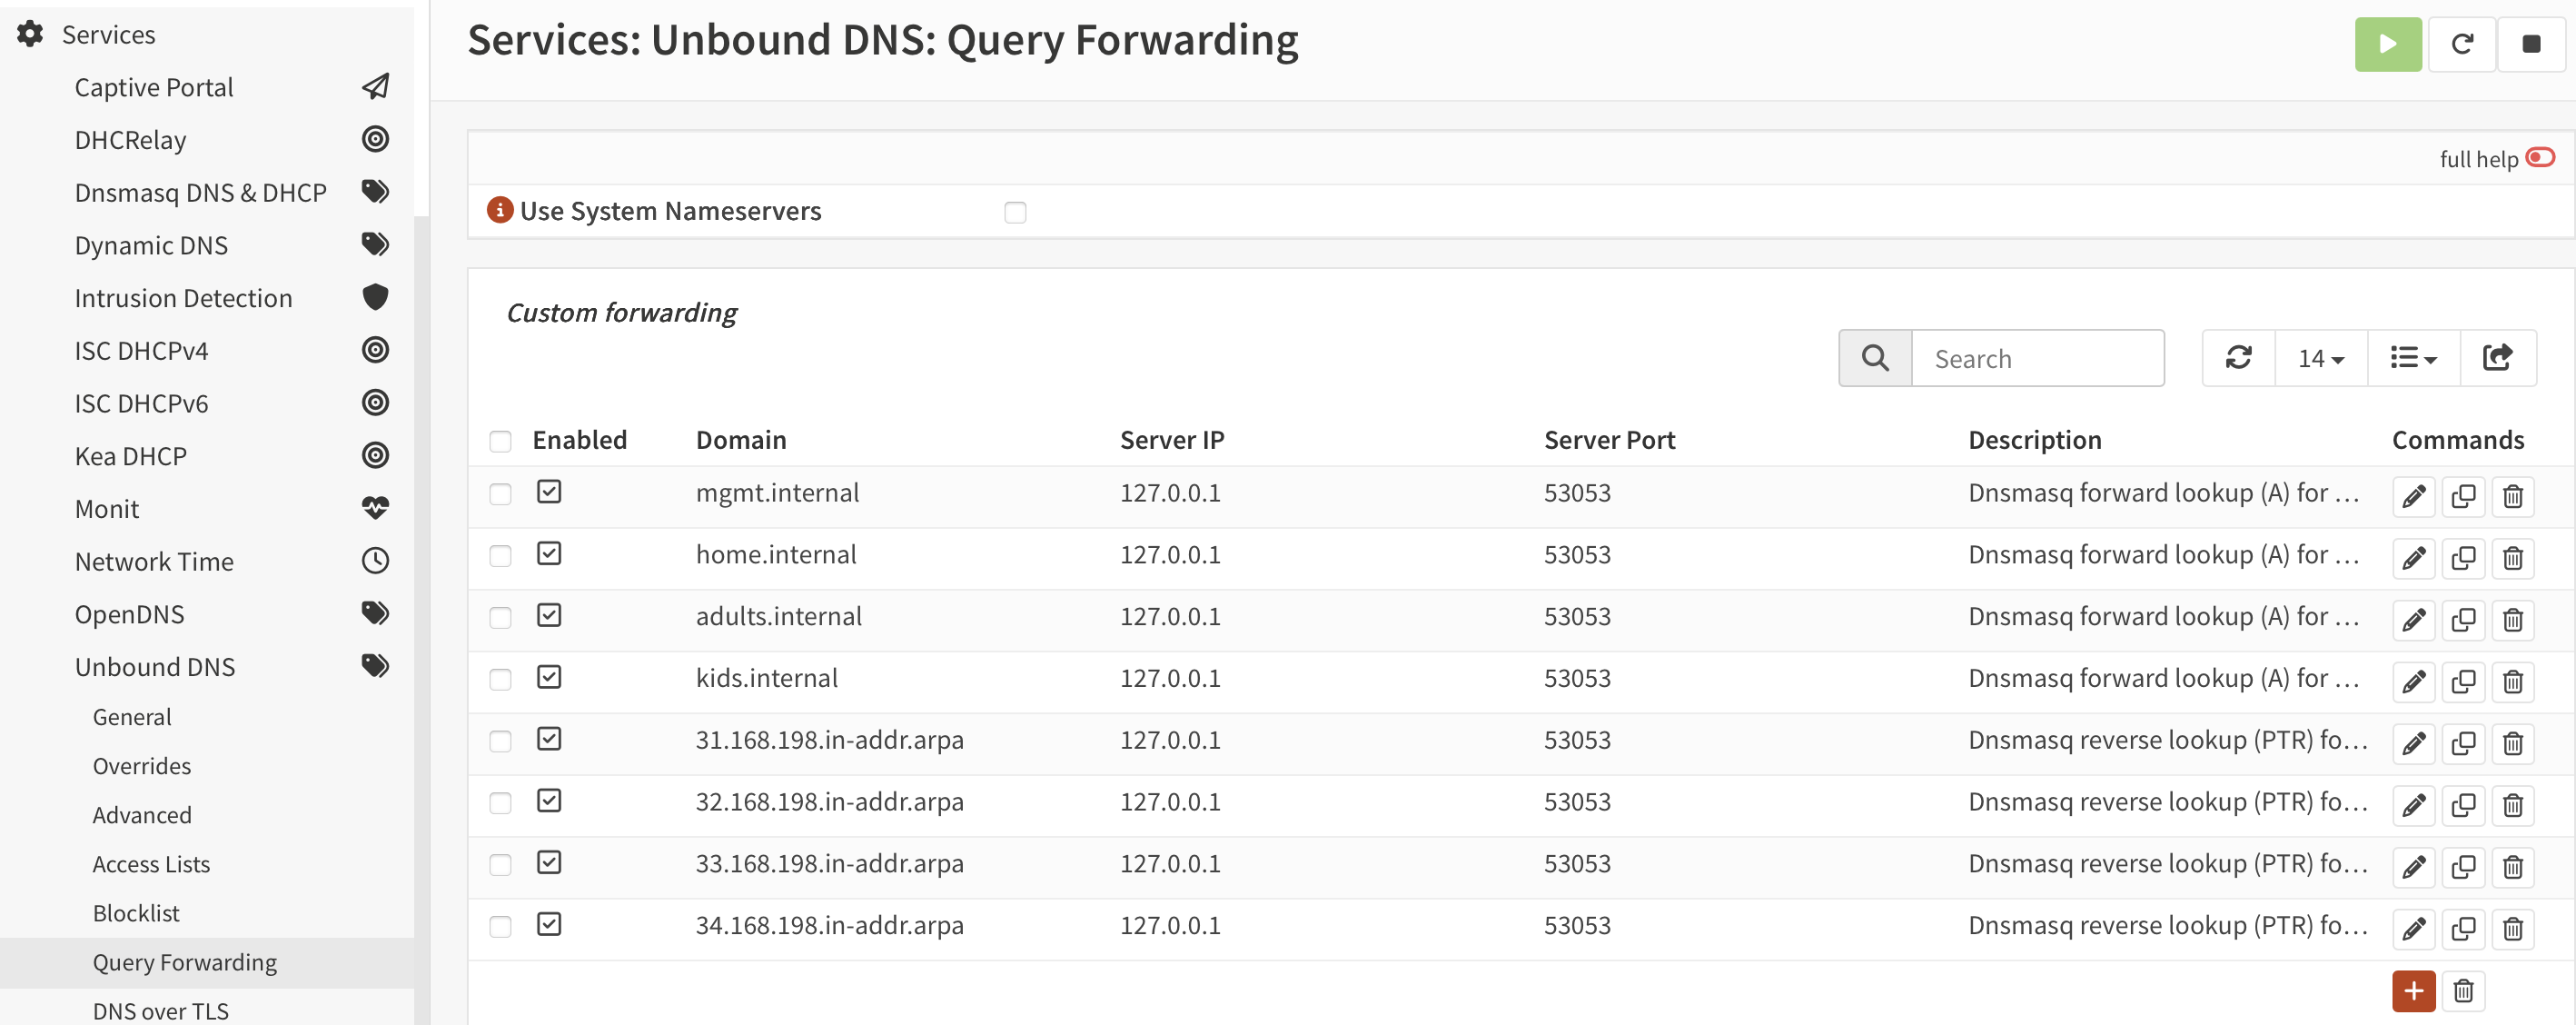 Services
Captive Portal
DHCRelay
Dnsmasq DNS & DHCP
Dynamic DNS
Intrusion Detection
ISC DHCPv4
ISC DHCPv6
Kea DHCP
Monit
Network Time
OpenDNS
Unbound DNS
General
Overrides
Advanced
Access Lists
Blocklist
Query Forwarding
DNS over TLS
Services: Unbound DNS: Query Forwarding
full help
Use System Nameservers
Custom forwarding
Search 14
Enabled Domain Server IP Server Port Description Commands
mgmt.internal 127.0.0.1 53053 Dnsmasq forward lookup (A) for ...
home.internal 127.0.0.1 53053 Dnsmasq forward lookup (A) for ...
adults.internal 127.0.0.1 53053 Dnsmasq forward lookup (A) for ...
kids.internal 127.0.0.1 53053 Dnsmasq forward lookup (A) for ...
31.168.198.in-addr.arpa 127.0.0.1 53053 Dnsmasq reverse lookup (PTR) fo...
32.168.198.in-addr.arpa 127.0.0.1 53053 Dnsmasq reverse lookup (PTR) fo...
33.168.198.in-addr.arpa 127.0.0.1 53053 Dnsmasq reverse lookup (PTR) fo...
34.168.198.in-addr.arpa 127.0.0.1 53053 Dnsmasq reverse lookup (PTR) fo...